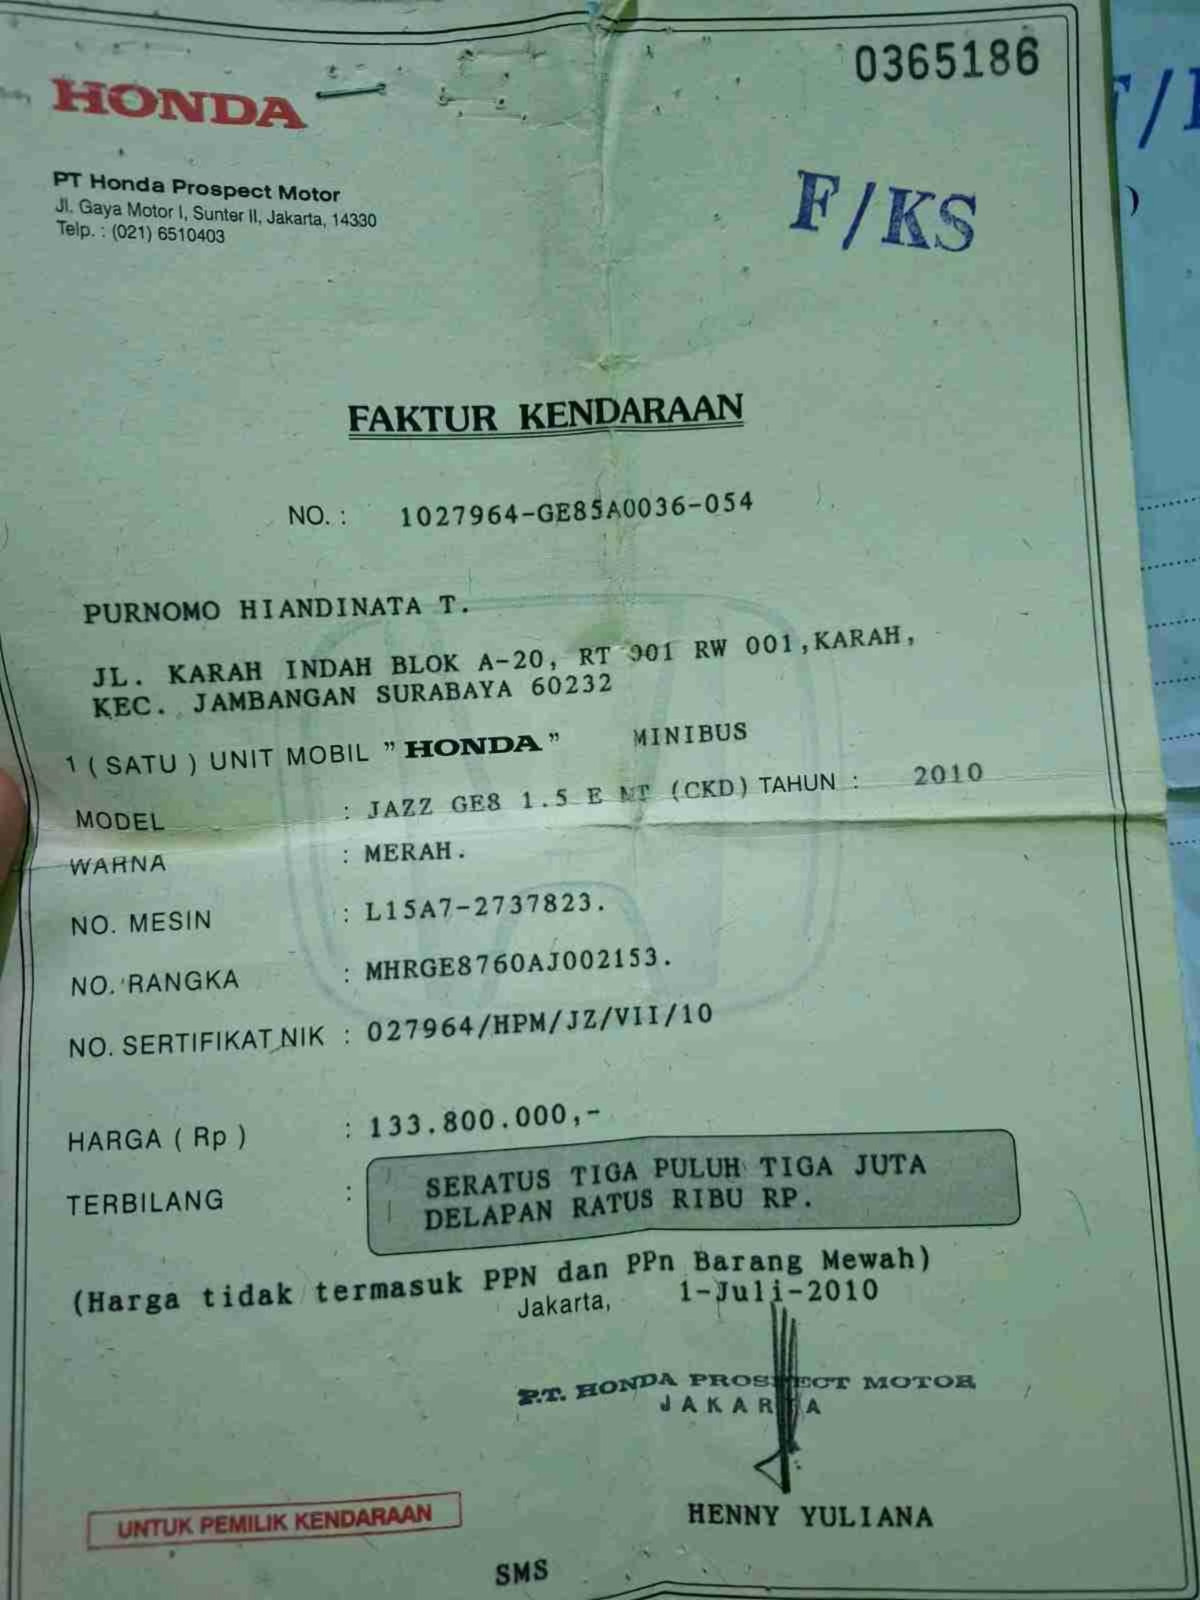 0365186
HONDA
PT Honda Prospect Motor
Jl. Gaya Motor I, Sunter II, Jakarta, 14330
Telp. : (021) 6510403
F/KS
FAKTUR KENDARAAN
NO. : 1027964-GE85A0036-054
PURNOMO HIANDINATA T.
JL. KARAH INDAH BLOK A-20, RT 001 RW 001,KARAH,
KEC. JAMBANGAN SURABAYA 60232
1 ( SATU ) UNIT MOBIL "HONDA" MINIBUS
MODEL : JAZZ GE8 1.5 E MT (CKD) TAHUN : 2010
WARNA : MERAH.
NO. MESIN : L15A7-2737823.
NO. RANGKA : MHRGE8760AJ002153.
NO. SERTIFIKAT NIK : 027964/HPM/JZ/VII/10
HARGA ( Rp ) : 133.800.000,-
TERBILANG : SERATUS TIGA PULUH TIGA JUTA
DELAPAN RATUS RIBU RP.
(Harga tidak termasuk PPN dan PPn Barang Mewah)
Jakarta, 1-Juli-2010
P.T. HONDA PROSPECT MOTOR
JAKARTA
HENNY YULIANA
UNTUK PEMILIK KENDARAAN
SMS